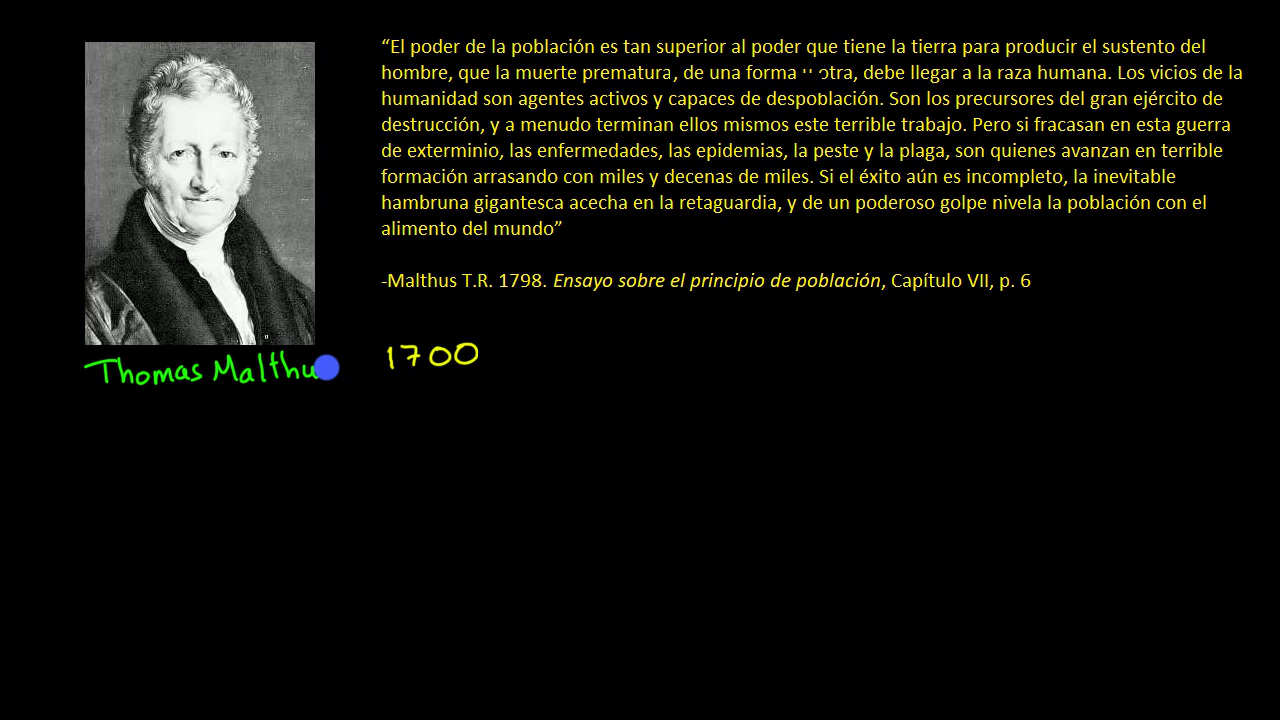 “El poder de la población es tan superior al poder que tiene la tierra para producir el sustento del
hombre, que la muerte prematura, de una forma u otra, debe llegar a la raza humana. Los vicios de la
humanidad son agentes activos y capaces de despoblación. Son los precursores del gran ejército de
destrucción, y a menudo terminan ellos mismos este terrible trabajo. Pero si fracasan en esta guerra
de exterminio, las enfermedades, las epidemias, la peste y la plaga, son quienes avanzan en terrible
formación arrasando con miles y decenas de miles. Si el éxito aún es incompleto, la inevitable
hambruna gigantesca acecha en la retaguardia, y de un poderoso golpe nivela la población con el
alimento del mundo”
-Malthus T.R. 1798. Ensayo sobre el principio de población, Capítulo VII, p. 6
Thomas Malthu
1700